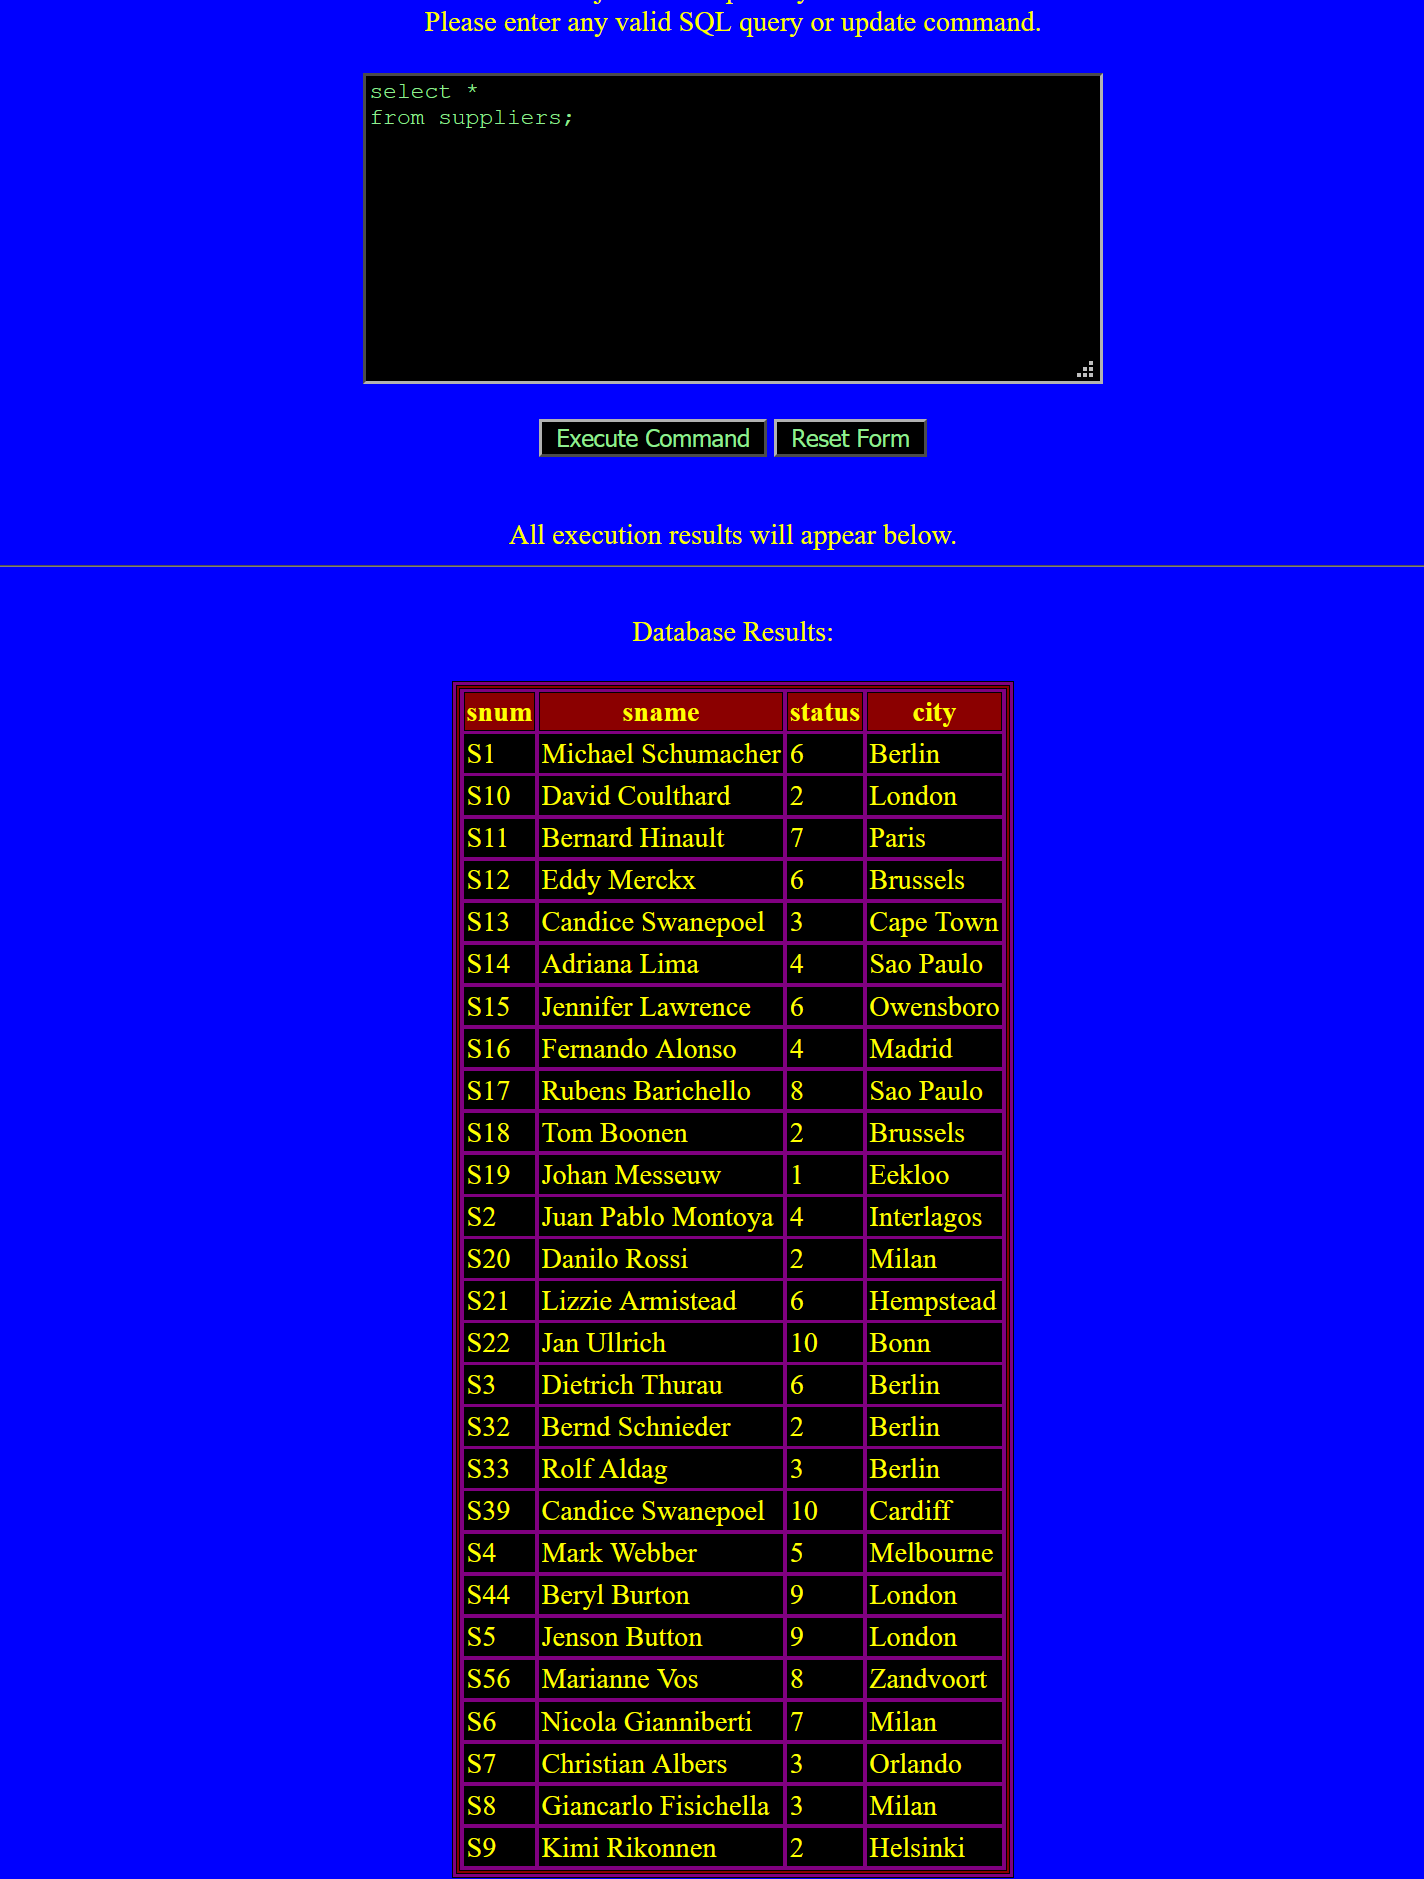 Please enter any valid SQL query or update command.
select *
from suppliers;
Execute Command Reset Form
All execution results will appear below.
Database Results:
snum sname status city
S1 Michael Schumacher 6 Berlin
S10 David Coulthard 2 London
S11 Bernard Hinault 7 Paris
S12 Eddy Merckx 6 Brussels
S13 Candice Swanepoel 3 Cape Town
S14 Adriana Lima 4 Sao Paulo
S15 Jennifer Lawrence 6 Owensboro
S16 Fernando Alonso 4 Madrid
S17 Rubens Barichello 8 Sao Paulo
S18 Tom Boonen 2 Brussels
S19 Johan Messeuw 1 Eekloo
S2 Juan Pablo Montoya 4 Interlagos
S20 Danilo Rossi 2 Milan
S21 Lizzie Armistead 6 Hempstead
S22 Jan Ullrich 10 Bonn
S3 Dietrich Thurau 6 Berlin
S32 Bernd Schnieder 2 Berlin
S33 Rolf Aldag 3 Berlin
S39 Candice Swanepoel 10 Cardiff
S4 Mark Webber 5 Melbourne
S44 Beryl Burton 9 London
S5 Jenson Button 9 London
S56 Marianne Vos 8 Zandvoort
S6 Nicola Gianniberti 7 Milan
S7 Christian Albers 3 Orlando
S8 Giancarlo Fisichella 3 Milan
S9 Kimi Rikonnen 2 Helsinki